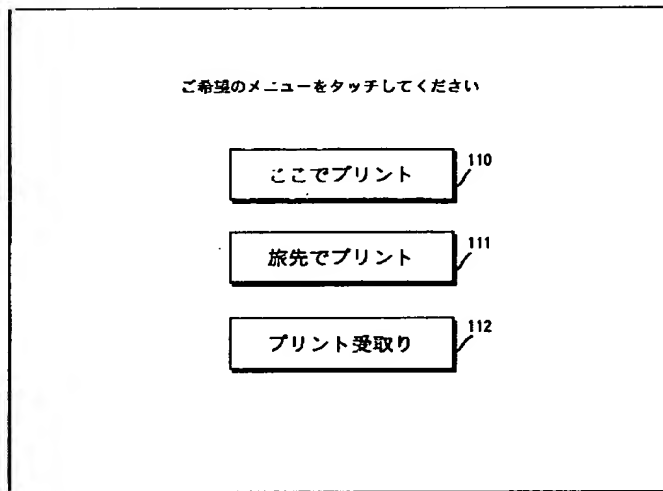 ご希望のメニューをタッチしてください
ここでプリント
110
旅先でプリント
111
プリント受取り
112